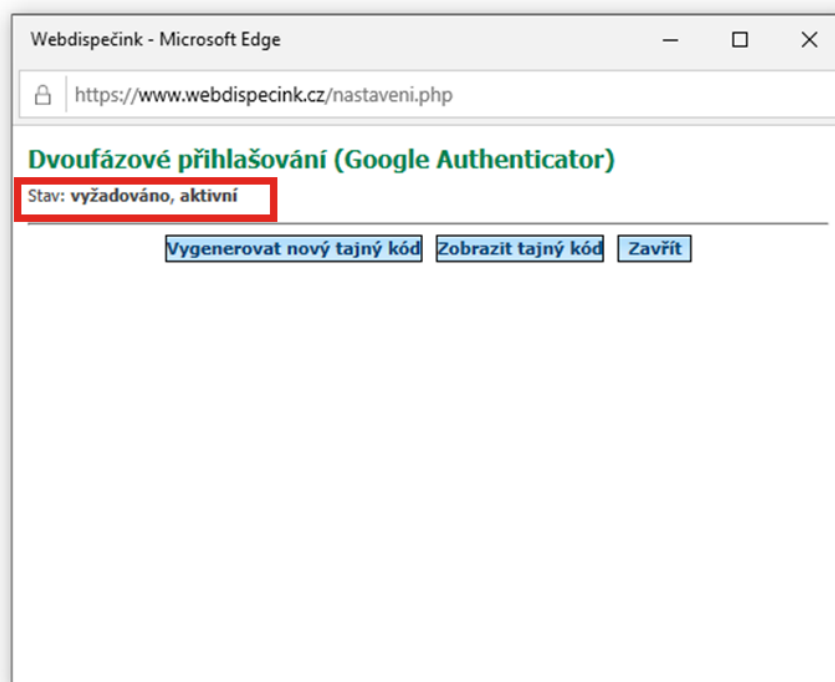 Webdispečink - Microsoft Edge
https://www.webdispecink.cz/nastaveni.php
Dvoufázové přihlašování (Google Authenticator)
Stav: vyžadováno, aktivní
Vygenerovat nový tajný kód Zobrazit tajný kód Zavřít